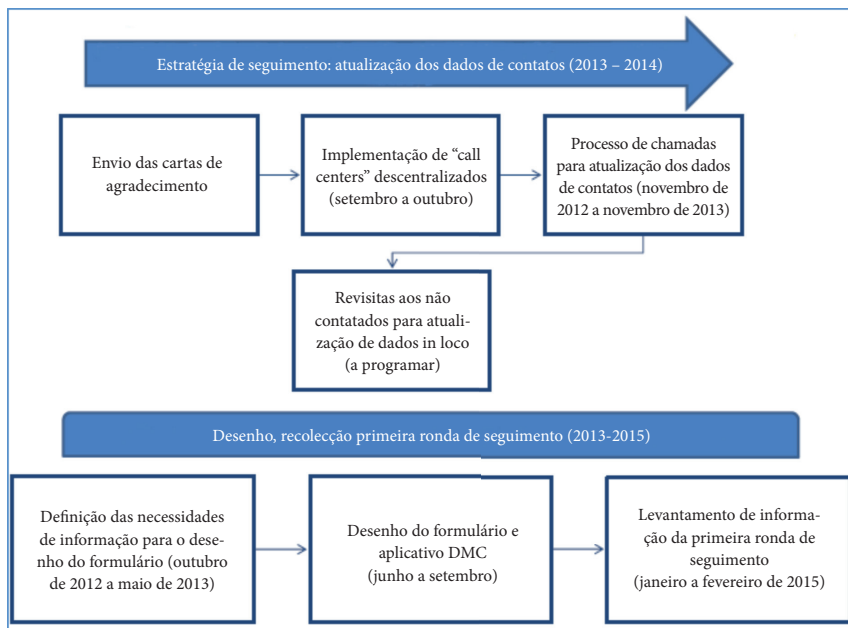 Estratégia de seguimento: atualização dos dados de contatos (2013 – 2014)
Envio das cartas de
agradecimento
Implementação de “call
centers” descentralizados
(setembro a outubro)
Processo de chamadas
para atualização dos dados
de contatos (novembro de
2012 a novembro de 2013)
Revisitas aos não
contatados para atuali-
zação de dados in loco
(a programar)
Desenho, recolecção primeira ronda de seguimento (2013-2015)
Definição das necessidades
de informação para o dese-
nho do formulário (outubro
de 2012 a maio de 2013)
Desenho do formulário e
aplicativo DMC
(junho a setembro)
Levantamento de informa-
ção da primeira ronda de
seguimento
(janeiro a fevereiro de 2015)